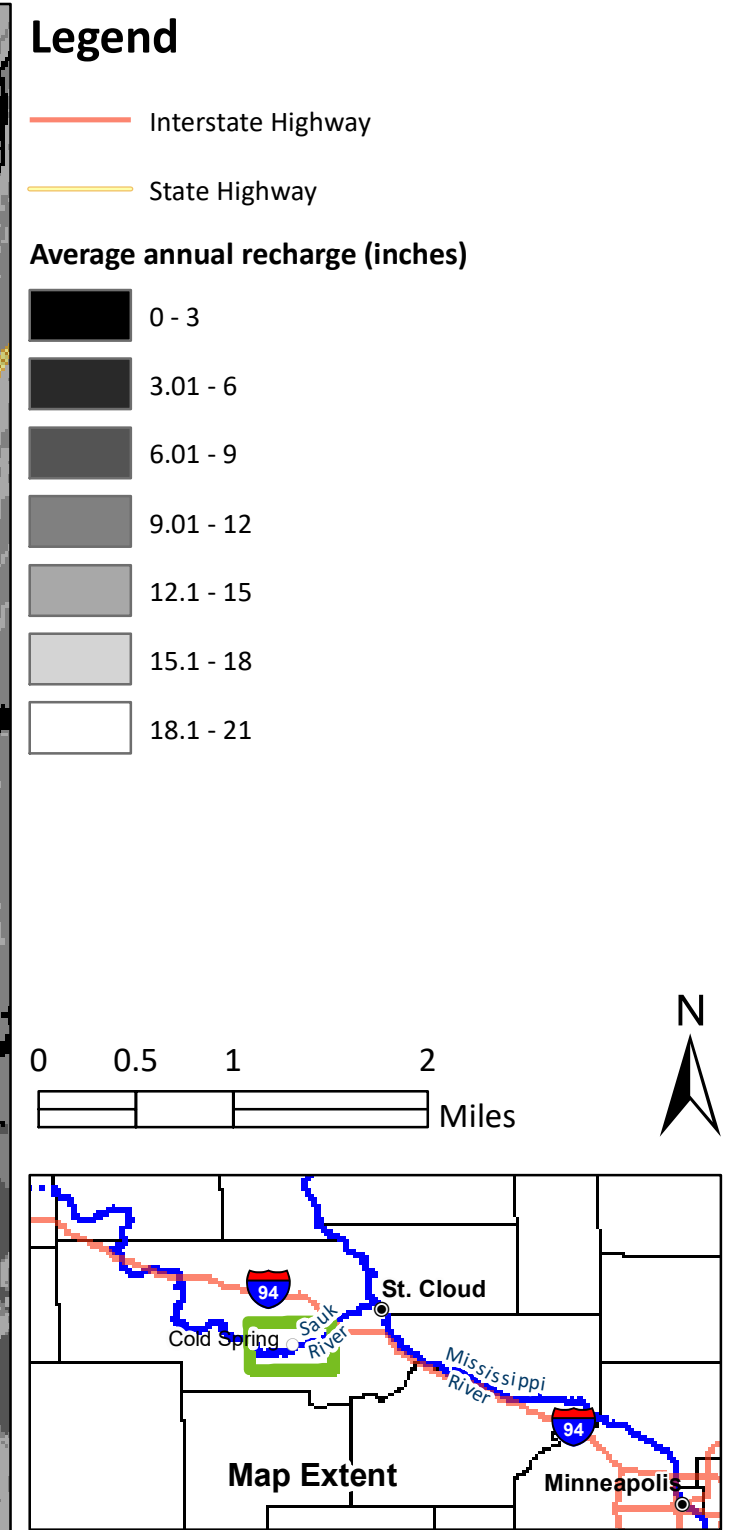 Legend
Interstate Highway
State Highway
Average annual recharge (inches)
0 - 3
3.01 - 6
6.01 - 9
9.01 - 12
12.1 - 15
15.1 - 18
18.1 - 21
N
0 0.5 1 2
Miles
94
St. Cloud
Cold Spring
Sauk
River
Mississippi
River
94
Map Extent
Minneapolis